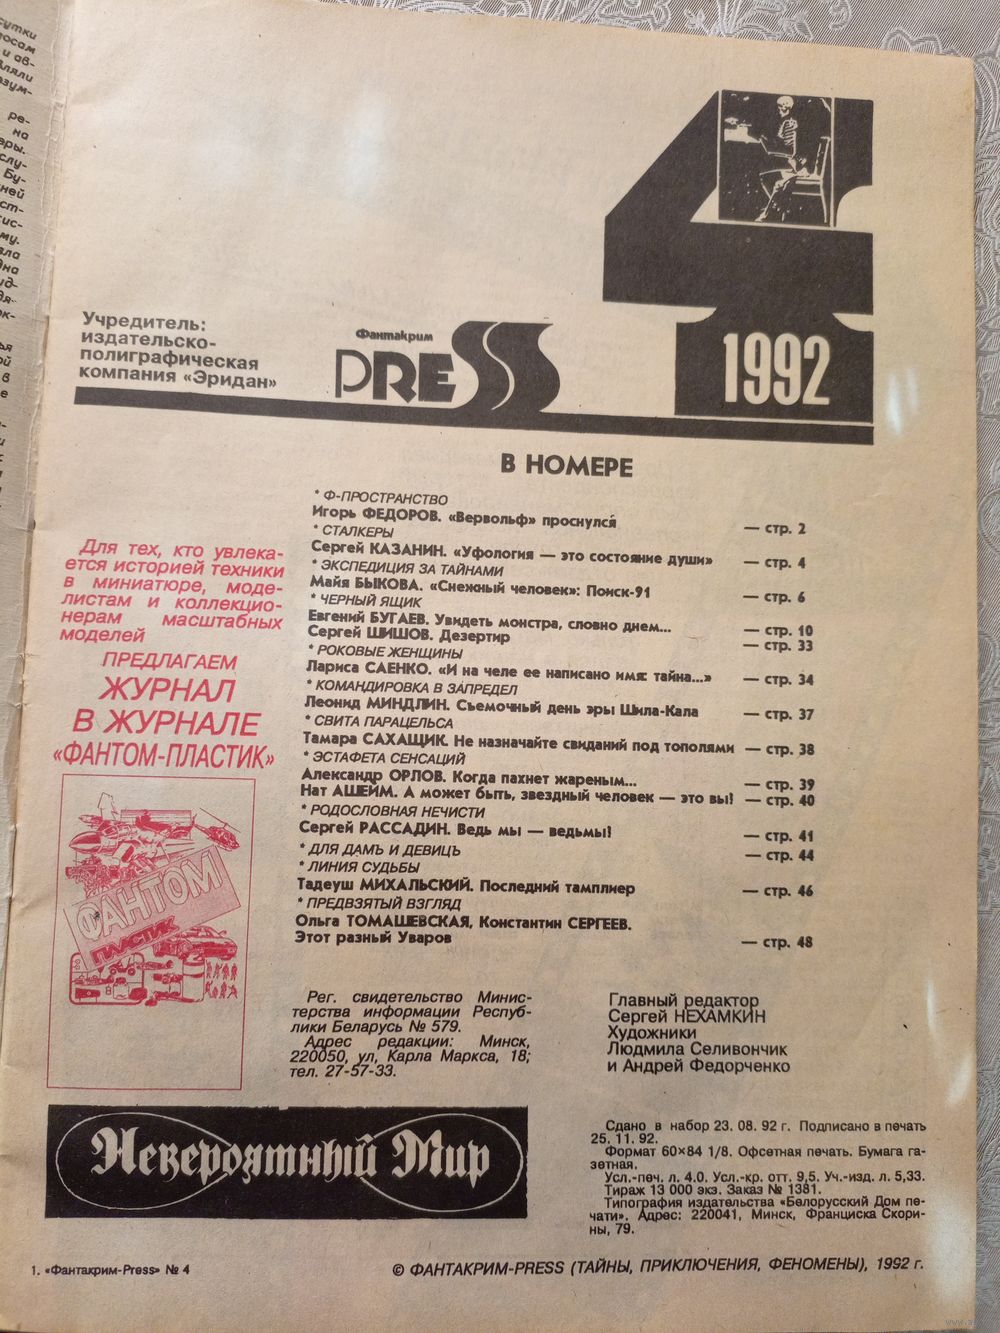 сутки
и ав-
ре-
на
слу-
Бу-
ней
ст-
му.
4
1992
Учредитель:
издательско-
полиграфическая
компания «Эридан»
Фантакрим
PRESS
В НОМЕРЕ
* Ф-ПРОСТРАНСТВО
Игорь ФЕДОРОВ. «Вервольф» проснулся — стр. 2
* СТАЛКЕРЫ
Сергей КАЗАНИН. «Уфология — это состояние души» — стр. 4
* ЭКСПЕДИЦИЯ ЗА ТАЙНАМИ
Майя БЫКОВА. «Снежный человек»: Поиск-91 — стр. 6
* ЧЕРНЫЙ ЯЩИК
Евгений БУГАЕВ. Увидеть монстра, словно днем... — стр. 10
Сергей ШИШОВ. Дезертир — стр. 33
* РОКОВЫЕ ЖЕНЩИНЫ
Лариса САЕНКО. «И на челе ее написано имя: тайна...» — стр. 34
* КОМАНДИРОВКА В ЗАПРЕДЕЛ
Леонид МИНДЛИН. Съемочный день эры Шила-Кала — стр. 37
* СВИТА ПАРАЦЕЛЬСА
Тамара САХАЩИК. Не назначайте свиданий под тополями — стр. 38
* ЭСТАФЕТА СЕНСАЦИЙ
Александр ОРЛОВ. Когда пахнет жареным... — стр. 39
Нат АШЕЙМ. А может быть, звездный человек — это вы! — стр. 40
* РОДОСЛОВНАЯ НЕЧИСТИ
Сергей РАССАДИН. Ведь мы — ведьмы! — стр. 41
* ДЛЯ ДАМЪ И ДЕВИЦЪ — стр. 44
* ЛИНИЯ СУДЬБЫ
Тадеуш МИХАЛЬСКИЙ. Последний тамплиер — стр. 46
* ПРЕДВЗЯТЫЙ ВЗГЛЯД
Ольга ТОМАШЕВСКАЯ, Константин СЕРГЕЕВ.
Этот разный Уваров — стр. 48
Для тех, кто увлека-
ется историей техники
в миниатюре, моде-
листам и коллекцио-
нерам масштабных
моделей
ПРЕДЛАГАЕМ
ЖУРНАЛ
В ЖУРНАЛЕ
«ФАНТОМ-ПЛАСТИК»
ФАНТОМ
ПЛАСТИК
Рег. свидетельство Минис-
терства информации Респуб-
лики Беларусь № 579.
Адрес редакции: Минск,
220050, ул, Карла Маркса, 18;
тел. 27-57-33.
Главный редактор
Сергей НЕХАМКИН
Художники
Людмила Селивончик
и Андрей Федорченко
Невероятный Мир
Сдано в набор 23. 08. 92 г. Подписано в печать
25. 11. 92.
Формат 60×84 1/8. Офсетная печать. Бумага га-
зетная.
Усл.-печ. л. 4.0. Усл.-кр. отт. 9,5. Уч.-изд. л. 5,33.
Тираж 13 000 экз. Заказ № 1381.
Типография издательства «Белорусский Дом пе-
чати». Адрес: 220041, Минск, Франциска Скори-
ны, 79.
1. «Фантакрим-Press» № 4
© ФАНТАКРИМ-PRESS (ТАЙНЫ, ПРИКЛЮЧЕНИЯ, ФЕНОМЕНЫ), 1992 г.